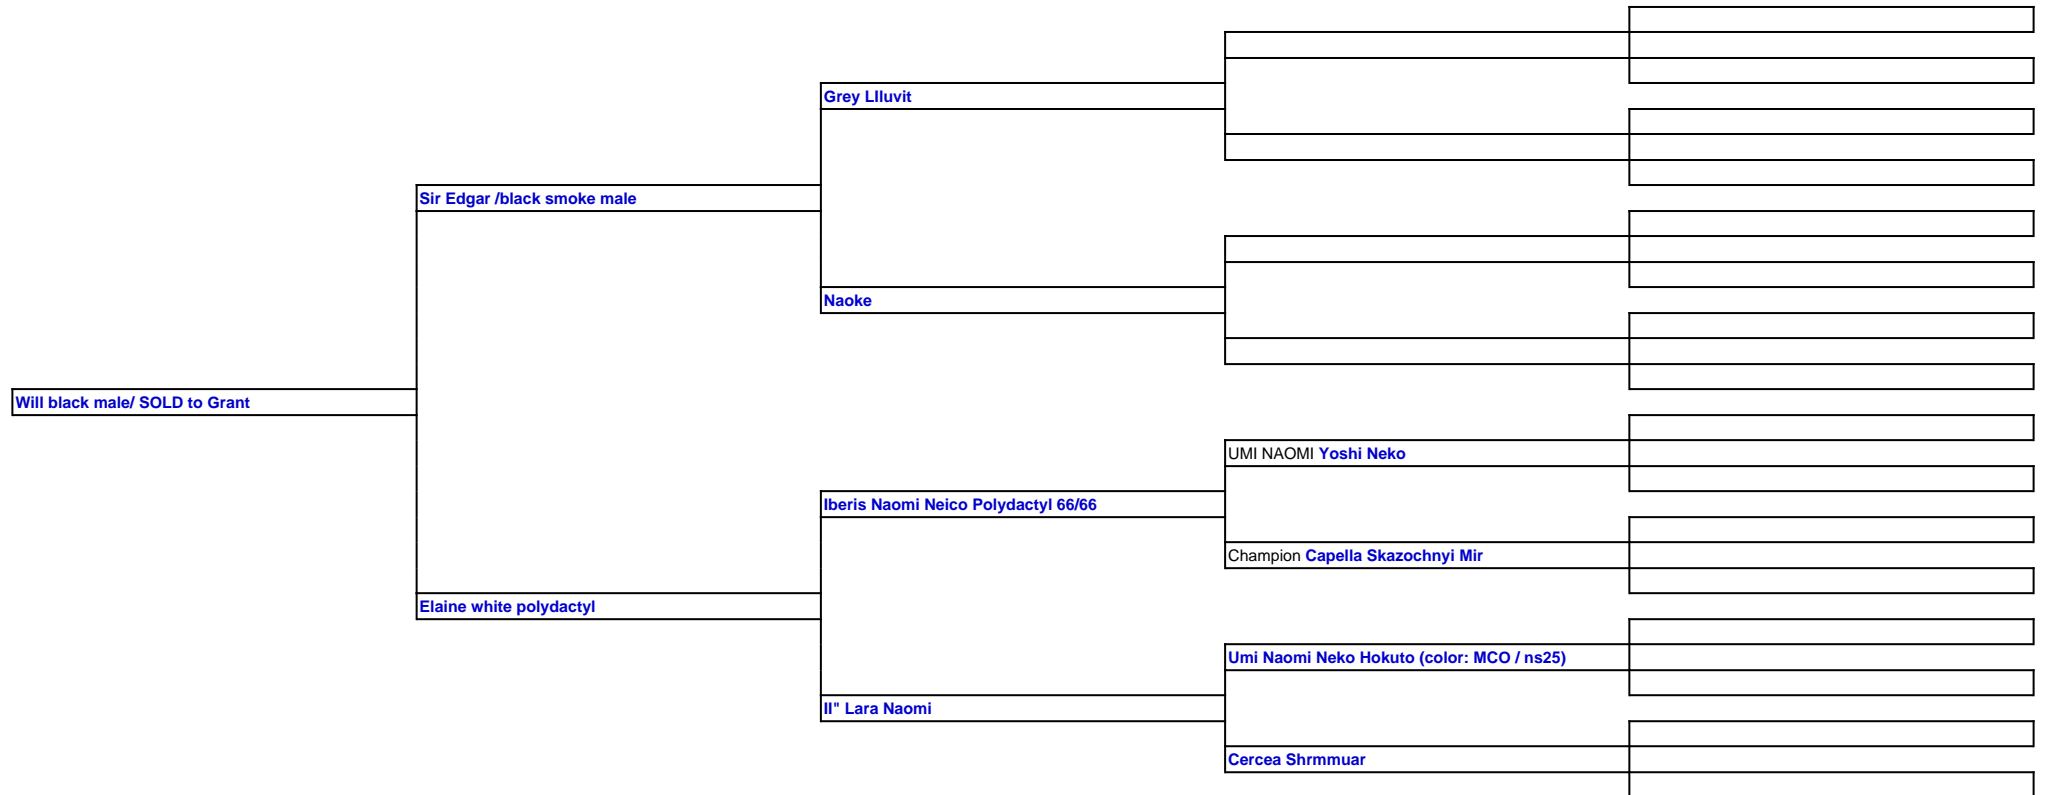 Grey LIluvit
Sir Edgar /black smoke male
Naoke
Will black male/ SOLD to Grant
UMI NAOMI Yoshi Neko
Iberis Naomi Neico Polydactyl 66/66
Champion Capella Skazochnyi Mir
Elaine white polydactyl
Umi Naomi Neko Hokuto (color: MCO / ns25)
II" Lara Naomi
Cercea Shrmmuar